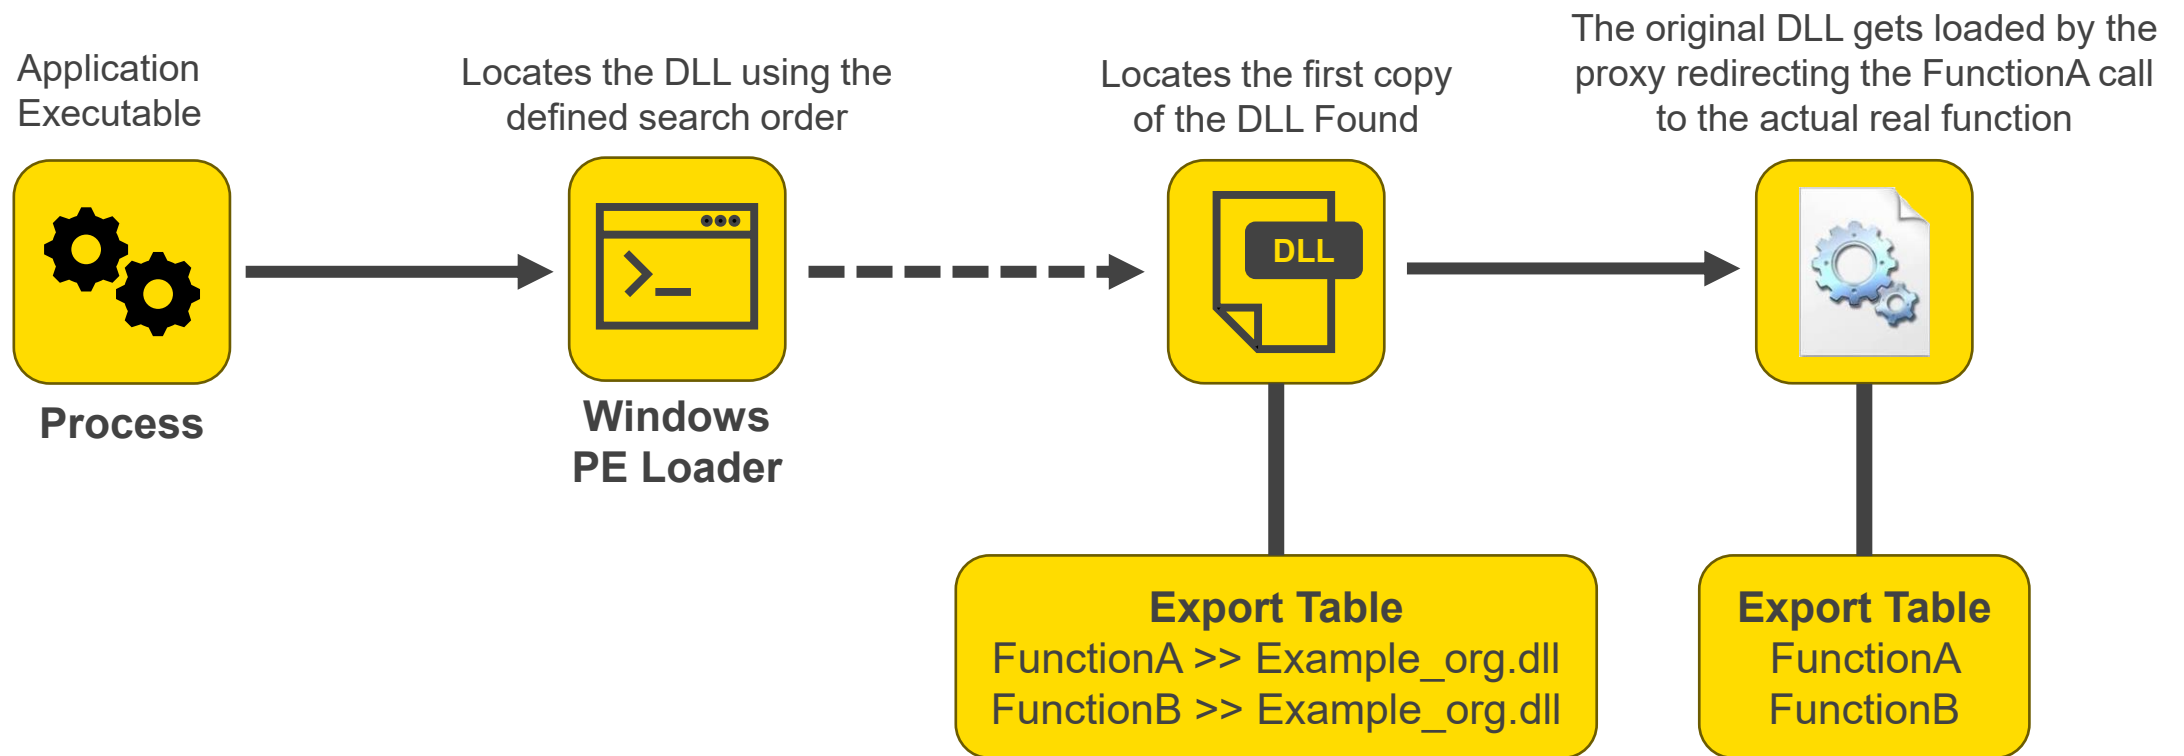 Application
Executable
Process
Locates the DLL using the
defined search order
>_
Windows
PE Loader
Locates the first copy
of the DLL Found
DLL
Export Table
FunctionA >> Example_org.dll
FunctionB >> Example_org.dll
The original DLL gets loaded by the
proxy redirecting the FunctionA call
to the actual real function
Export Table
FunctionA
FunctionB